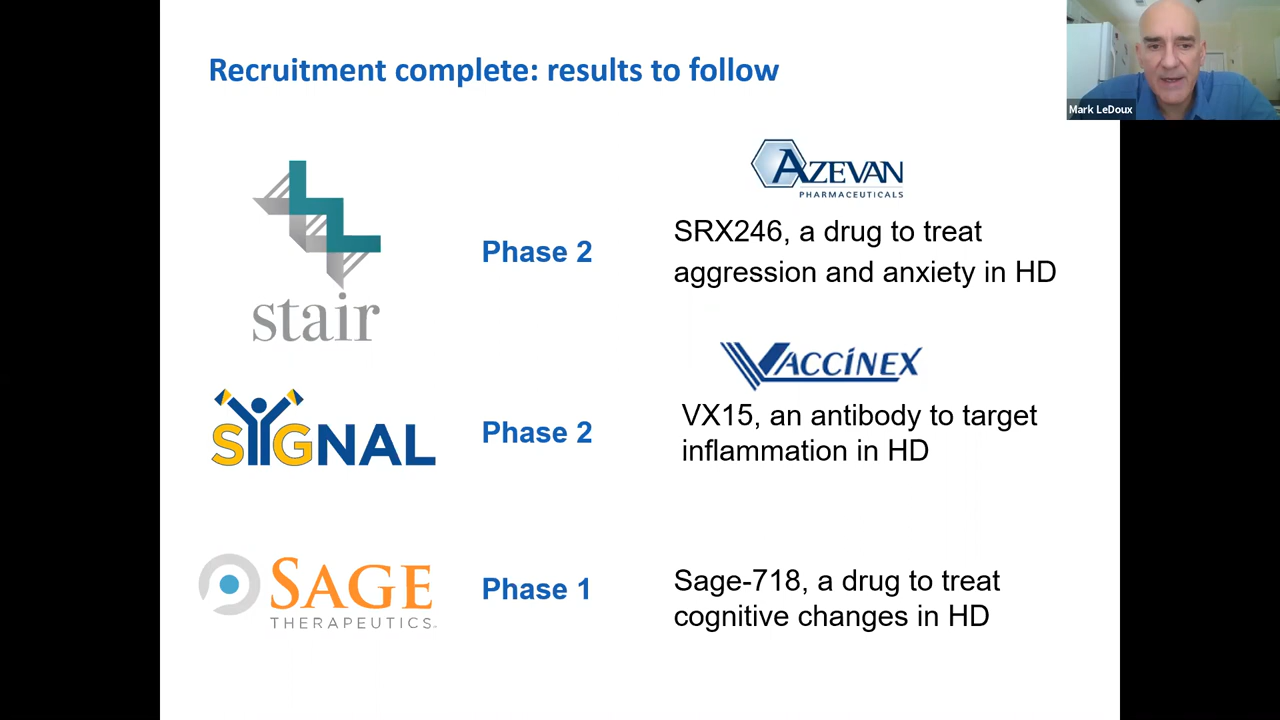 Recruitment complete: results to follow
Mark LeDoux
stair
Phase 2
AZEVAN
PHARMACEUTICALS
SRX246, a drug to treat
aggression and anxiety in HD
SIGNAL
Phase 2
VACCINEX
VX15, an antibody to target
inflammation in HD
SAGE
THERAPEUTICS
Phase 1
Sage-718, a drug to treat
cognitive changes in HD